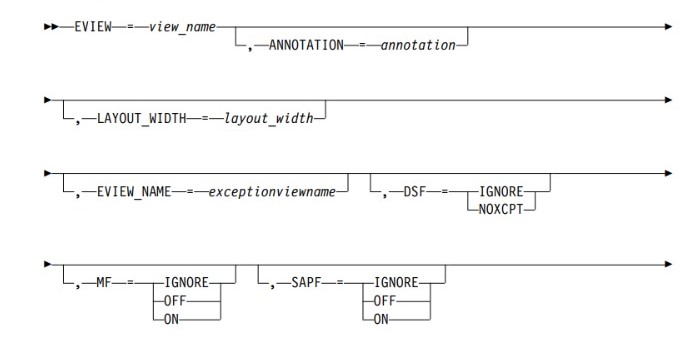 EVIEW = view_name
, ANNOTATION = annotation
, LAYOUT_WIDTH = layout_width
, EVIEW_NAME = exceptionviewname , DSF = IGNORE
NOXCPT
, MF = IGNORE , SAPF = IGNORE
OFF OFF
ON ON